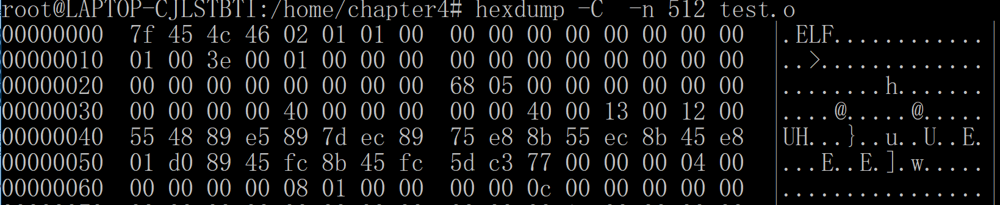 root@LAPTOP-CJLSTBTI:/home/chapter4# hexdump -C  -n 512 test.o
00000000  7f 45 4c 46 02 01 01 00  00 00 00 00 00 00 00 00  |.ELF............|
00000010  01 00 3e 00 01 00 00 00  00 00 00 00 00 00 00 00  |..>.............|
00000020  00 00 00 00 00 00 00 00  68 05 00 00 00 00 00 00  |........h.......|
00000030  00 00 00 00 40 00 00 00  00 00 40 00 13 00 12 00  |....@.....@.....|
00000040  55 48 89 e5 89 7d ec 89  75 e8 8b 55 ec 8b 45 e8  |UH...}..u..U..E.|
00000050  01 d0 89 45 fc 8b 45 fc  5d c3 77 00 00 00 04 00  |...E..E.].w.....|
00000060  00 00 00 00 08 01 00 00  00 00 0c 00 00 00 00 00  |................|